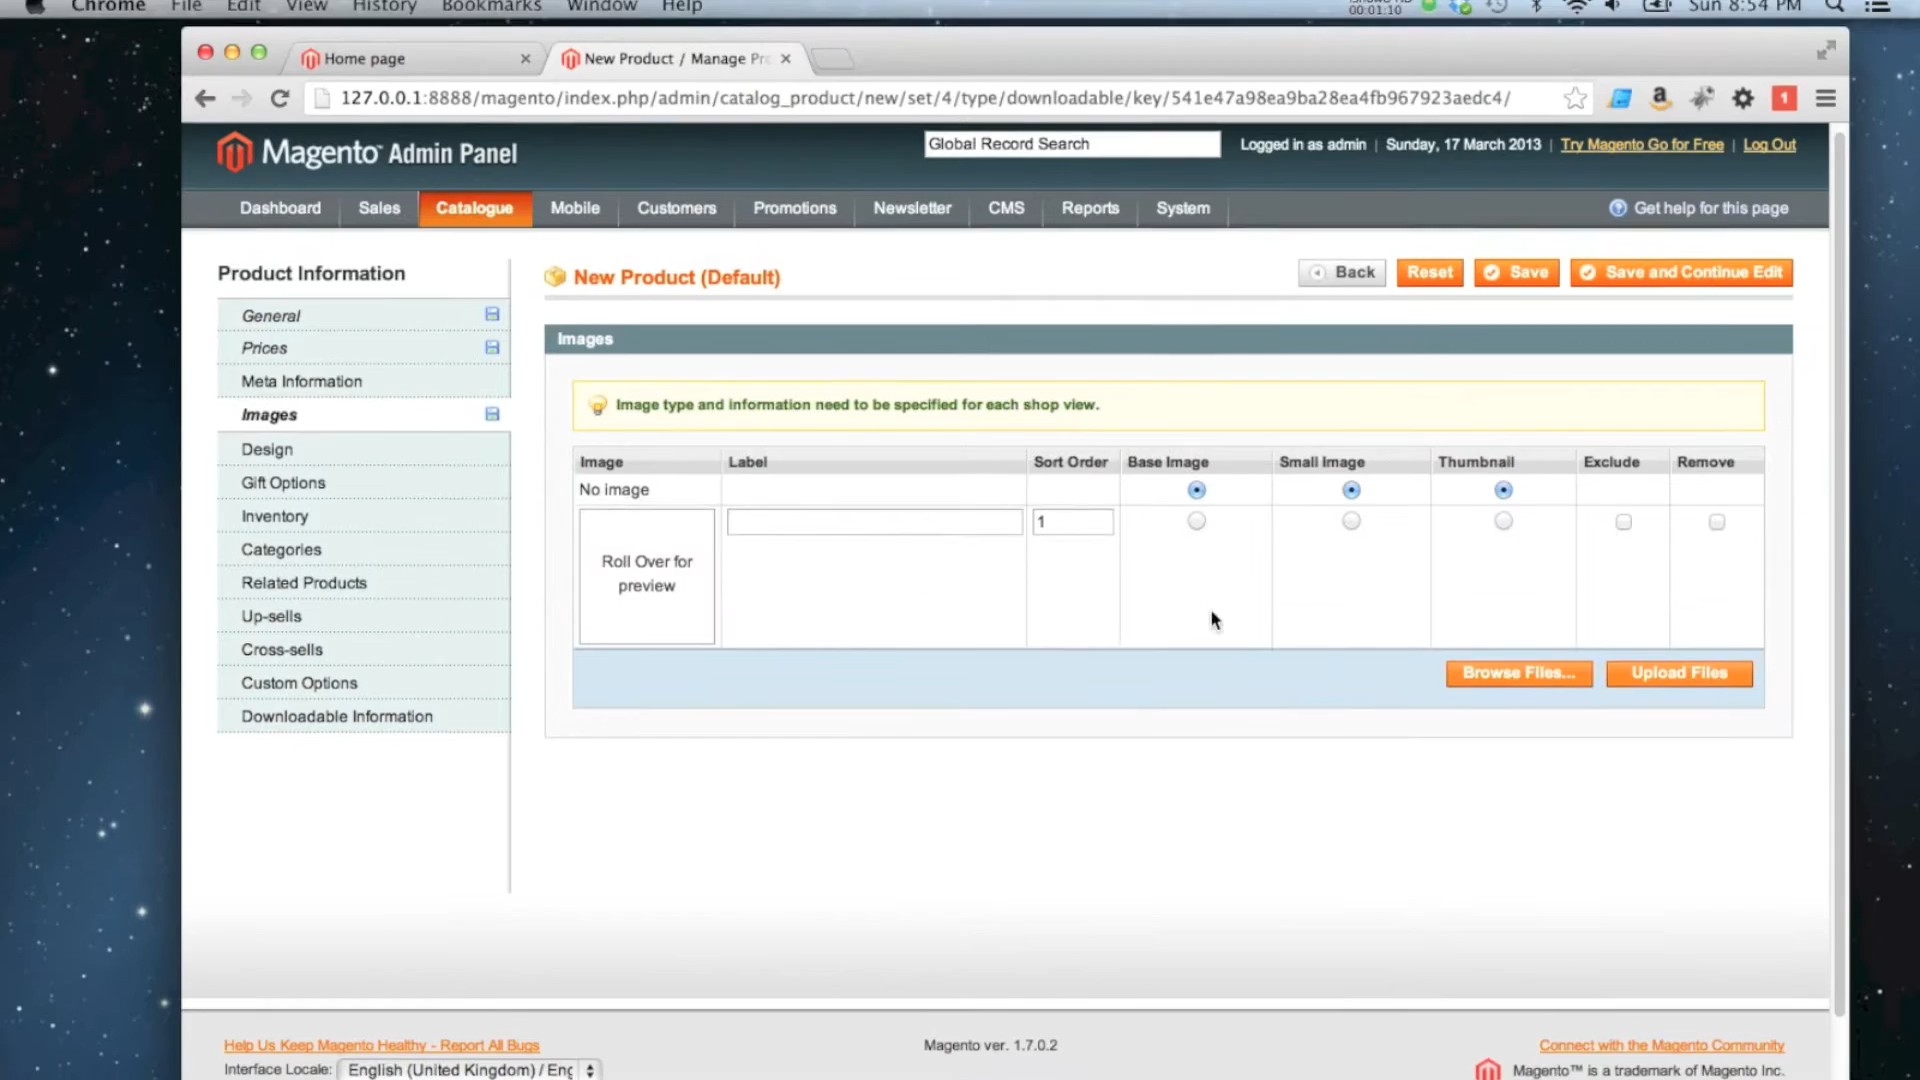 Chrome File Edit View History Bookmarks Window Help
00:01:10 Sun 8:54 PM
Home page
New Product / Manage Pr
127.0.0.1:8888/magento/index.php/admin/catalog_product/new/set/4/type/downloadable/key/541e47a98ea9ba28ea4fb967923aedc4/
1
Magento™ Admin Panel
Global Record Search
Logged in as admin | Sunday, 17 March 2013 | Try Magento Go for Free | Log Out
Dashboard Sales Catalogue Mobile Customers Promotions Newsletter CMS Reports System
Get help for this page
Product Information
General
Prices
Meta Information
Images
Design
Gift Options
Inventory
Categories
Related Products
Up-sells
Cross-sells
Custom Options
Downloadable Information
New Product (Default)
Back Reset Save Save and Continue Edit
Images
Image type and information need to be specified for each shop view.
Image Label Sort Order Base Image Small Image Thumbnail Exclude Remove
No image
1
Roll Over for
preview
Browse Files... Upload Files
Help Us Keep Magento Healthy - Report All Bugs
Magento ver. 1.7.0.2
Connect with the Magento Community
Interface Locale: English (United Kingdom) / Eng
Magento™ is a trademark of Magento Inc.